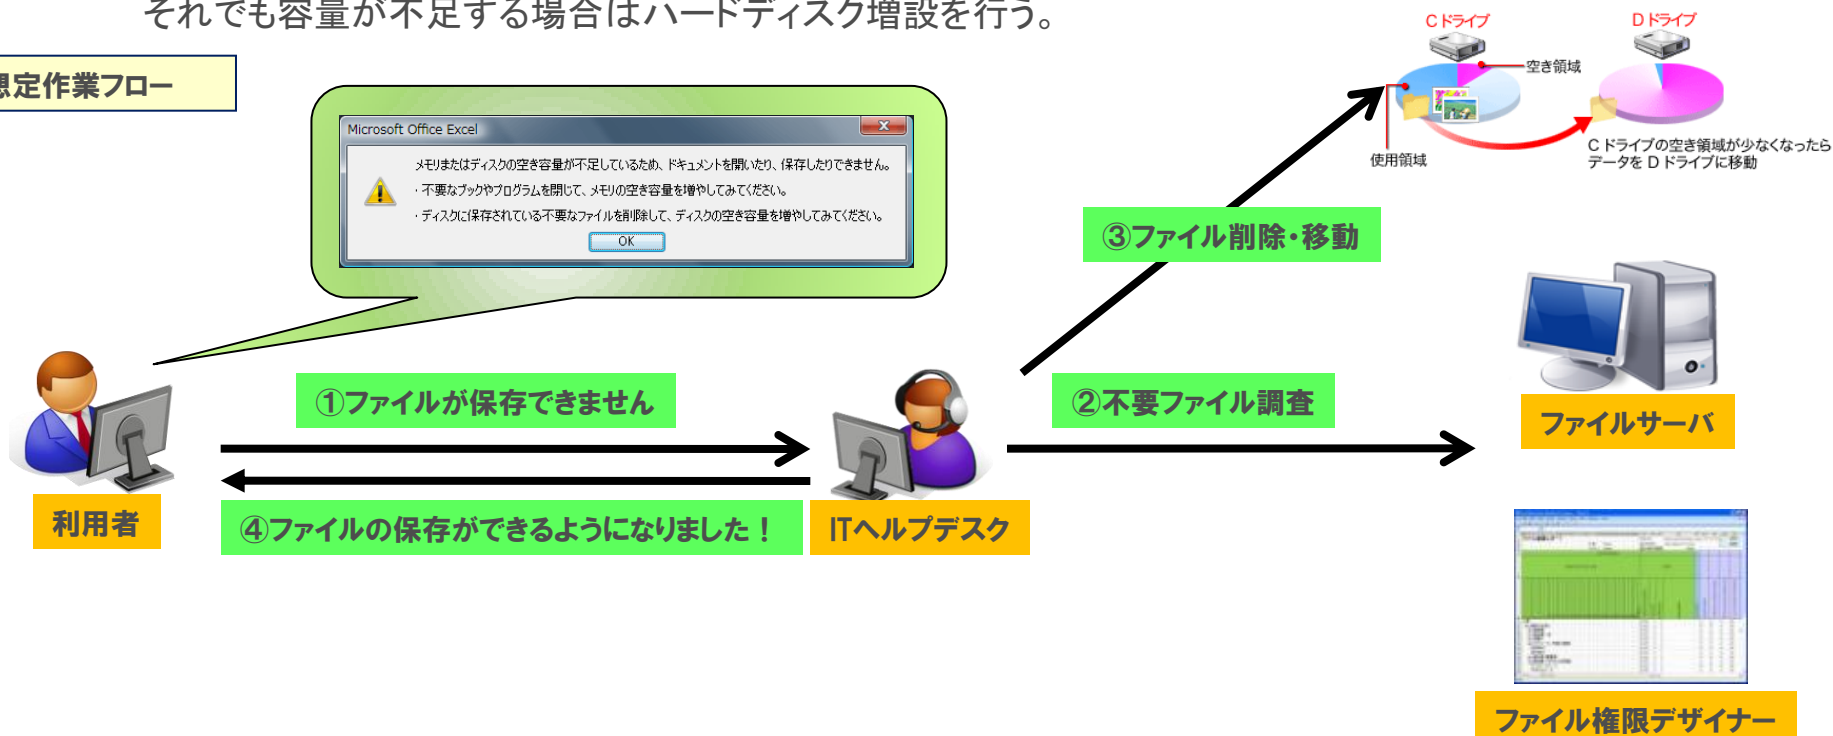 それでも容量が不足する場合はハードディスク増設を行う。
想定作業フロー
Microsoft Office Excel
メモリまたはディスクの空き容量が不足しているため、ドキュメントを開いたり、保存したりできません。
・不要なブックやプログラムを閉じて、メモリの空き容量を増やしてみてください。
・ディスクに保存されている不要なファイルを削除して、ディスクの空き容量を増やしてみてください。
OK
C ドライブ
D ドライブ
空き領域
使用領域
C ドライブの空き領域が少なくなったら
データを D ドライブに移動
③ファイル削除・移動
①ファイルが保存できません
②不要ファイル調査
ファイルサーバ
利用者
④ファイルの保存ができるようになりました！
ITヘルプデスク
ファイル権限デザイナー